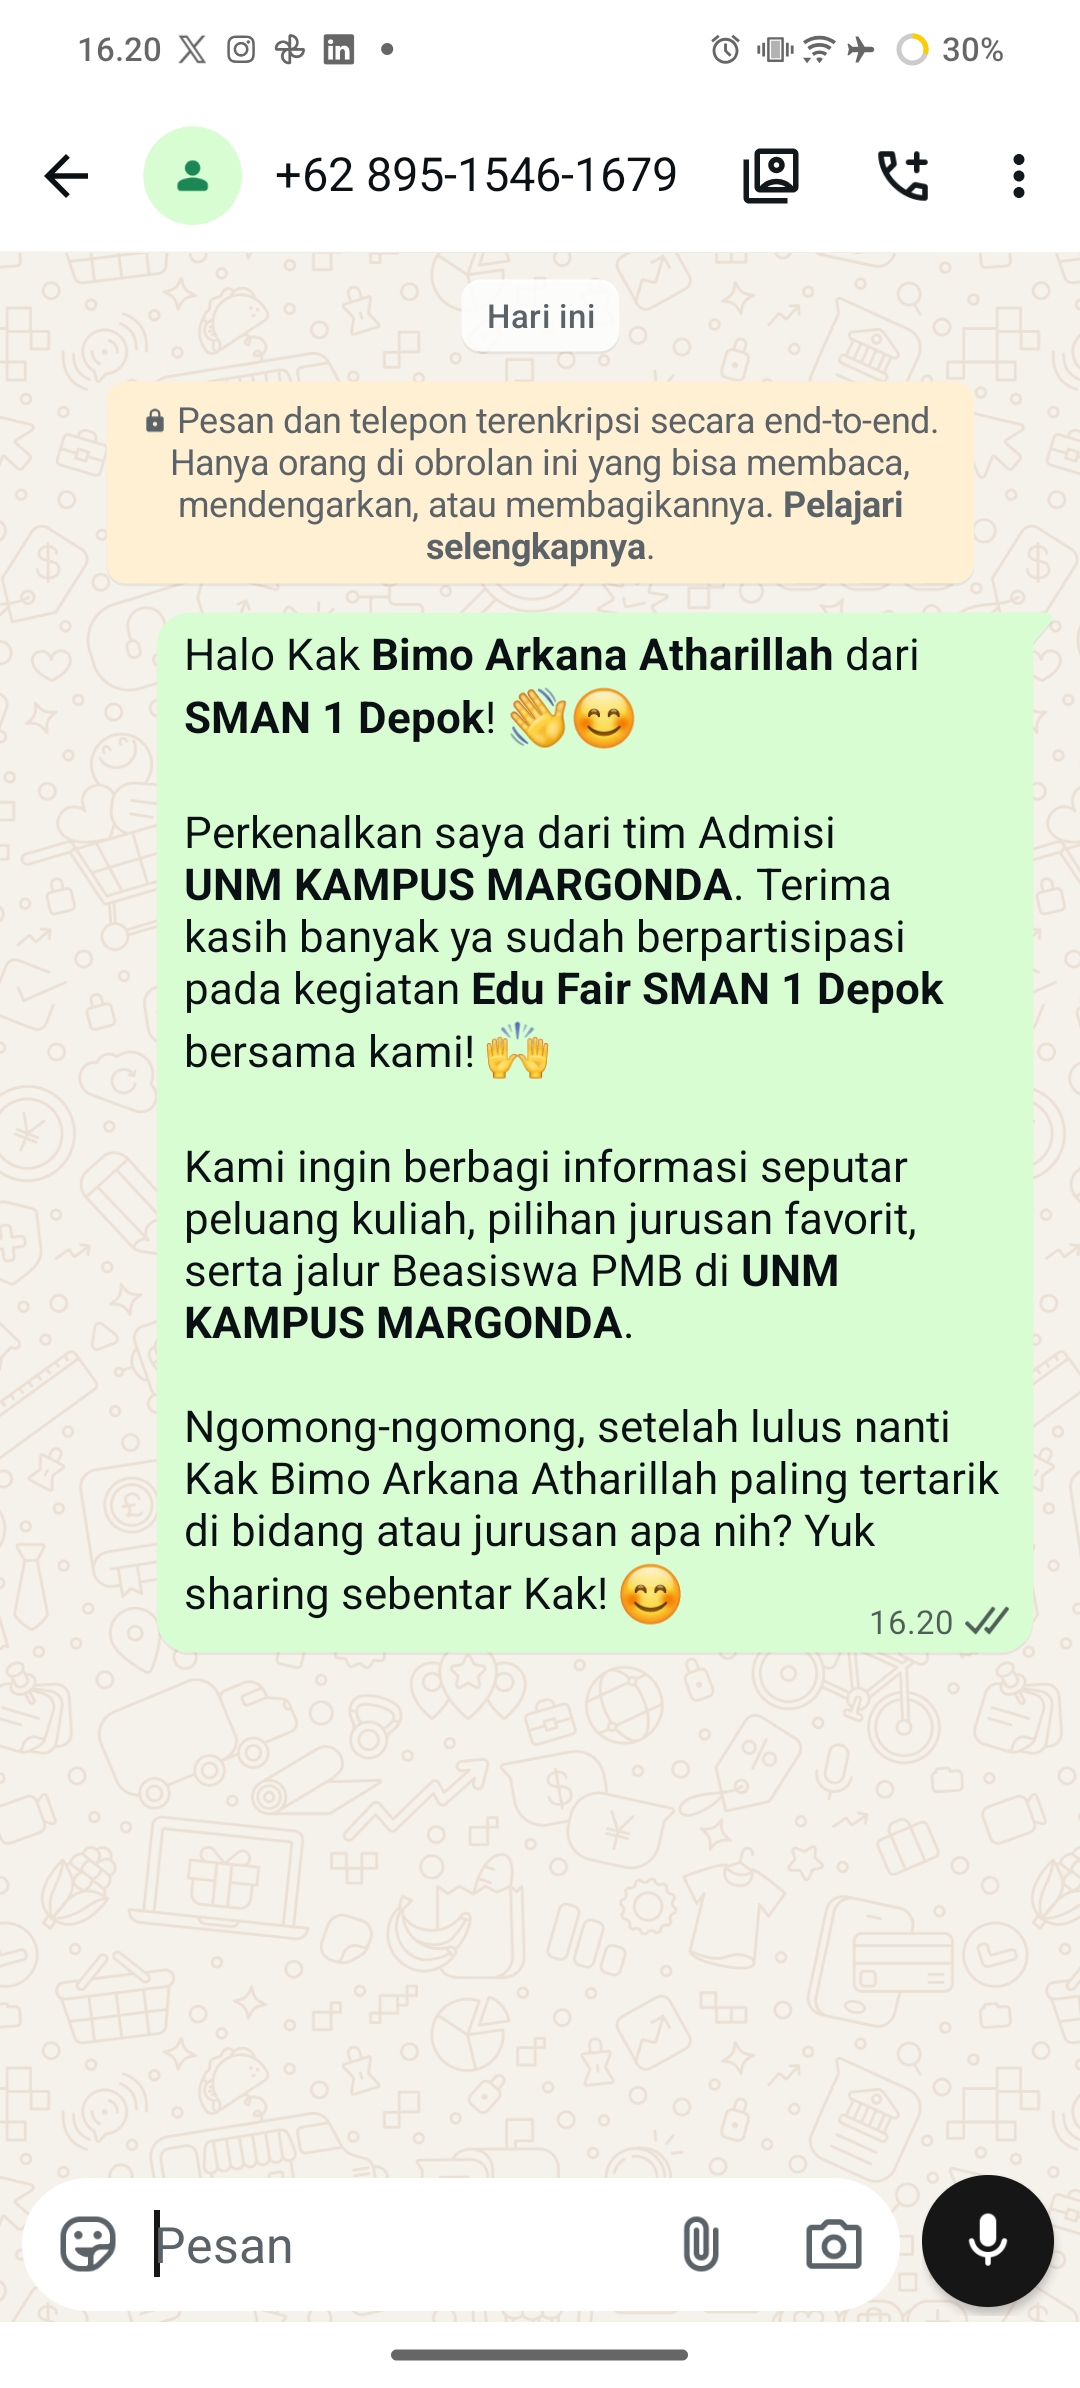 16.20
30%
+62 895-1546-1679
Hari ini
Pesan dan telepon terenkripsi secara end-to-end.
Hanya orang di obrolan ini yang bisa membaca,
mendengarkan, atau membagikannya. Pelajari
selengkapnya.
Halo Kak Bimo Arkana Atharillah dari
SMAN 1 Depok! 👋😊
Perkenalkan saya dari tim Admisi
UNM KAMPUS MARGONDA. Terima
kasih banyak ya sudah berpartisipasi
pada kegiatan Edu Fair SMAN 1 Depok
bersama kami! 🙌
Kami ingin berbagi informasi seputar
peluang kuliah, pilihan jurusan favorit,
serta jalur Beasiswa PMB di UNM
KAMPUS MARGONDA.
Ngomong-ngomong, setelah lulus nanti
Kak Bimo Arkana Atharillah paling tertarik
di bidang atau jurusan apa nih? Yuk
sharing sebentar Kak! 😊
16.20
Pesan